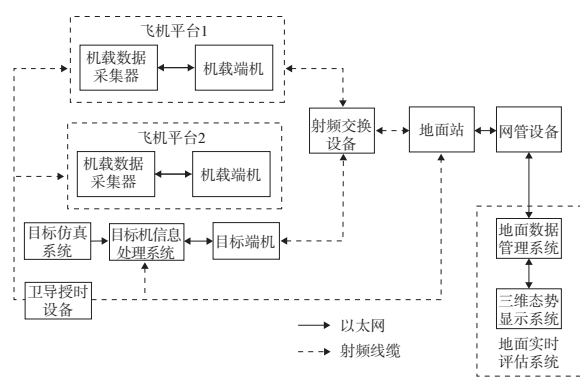 飞机平台1
机载数据
采集器
机载端机
飞机平台2
机载数据
采集器
机载端机
射频交换
设备
地面站
网管设备
目标仿真
系统
目标机信息
处理系统
目标端机
卫导授时
设备
地面数据
管理系统
三维态势
显示系统
地面实时
评估系统
以太网
射频线缆